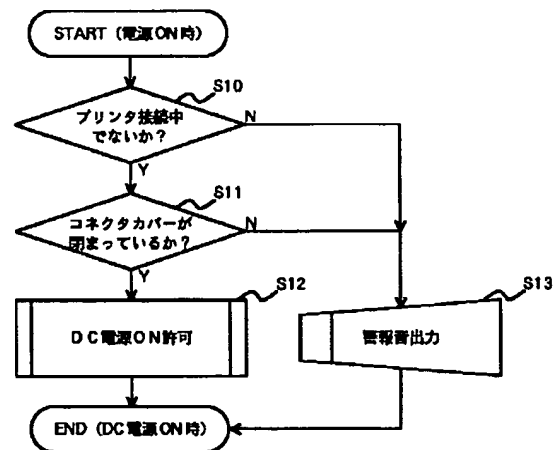 START (電源ON時)
S10
プリンタ接続中
でないか?
N
Y
S11
コネクタカバーが
閉まっているか?
N
Y
S12
DC電源ON許可
S13
警報音出力
END (DC電源ON時)